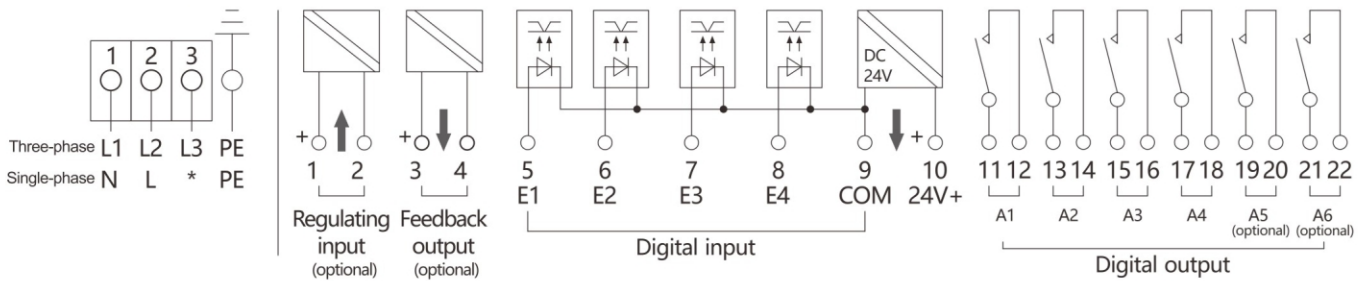 1 2 3
Three-phase L1 L2 L3 PE
Single-phase N L * PE
+ 1 2
Regulating
input
(optional)
+ 3 4
Feedback
output
(optional)
DC
24V
+
5 6 7 8 9 10
E1 E2 E3 E4 COM 24V+
Digital input
11 12 13 14 15 16 17 18 19 20 21 22
A1 A2 A3 A4 A5 A6
(optional) (optional)
Digital output